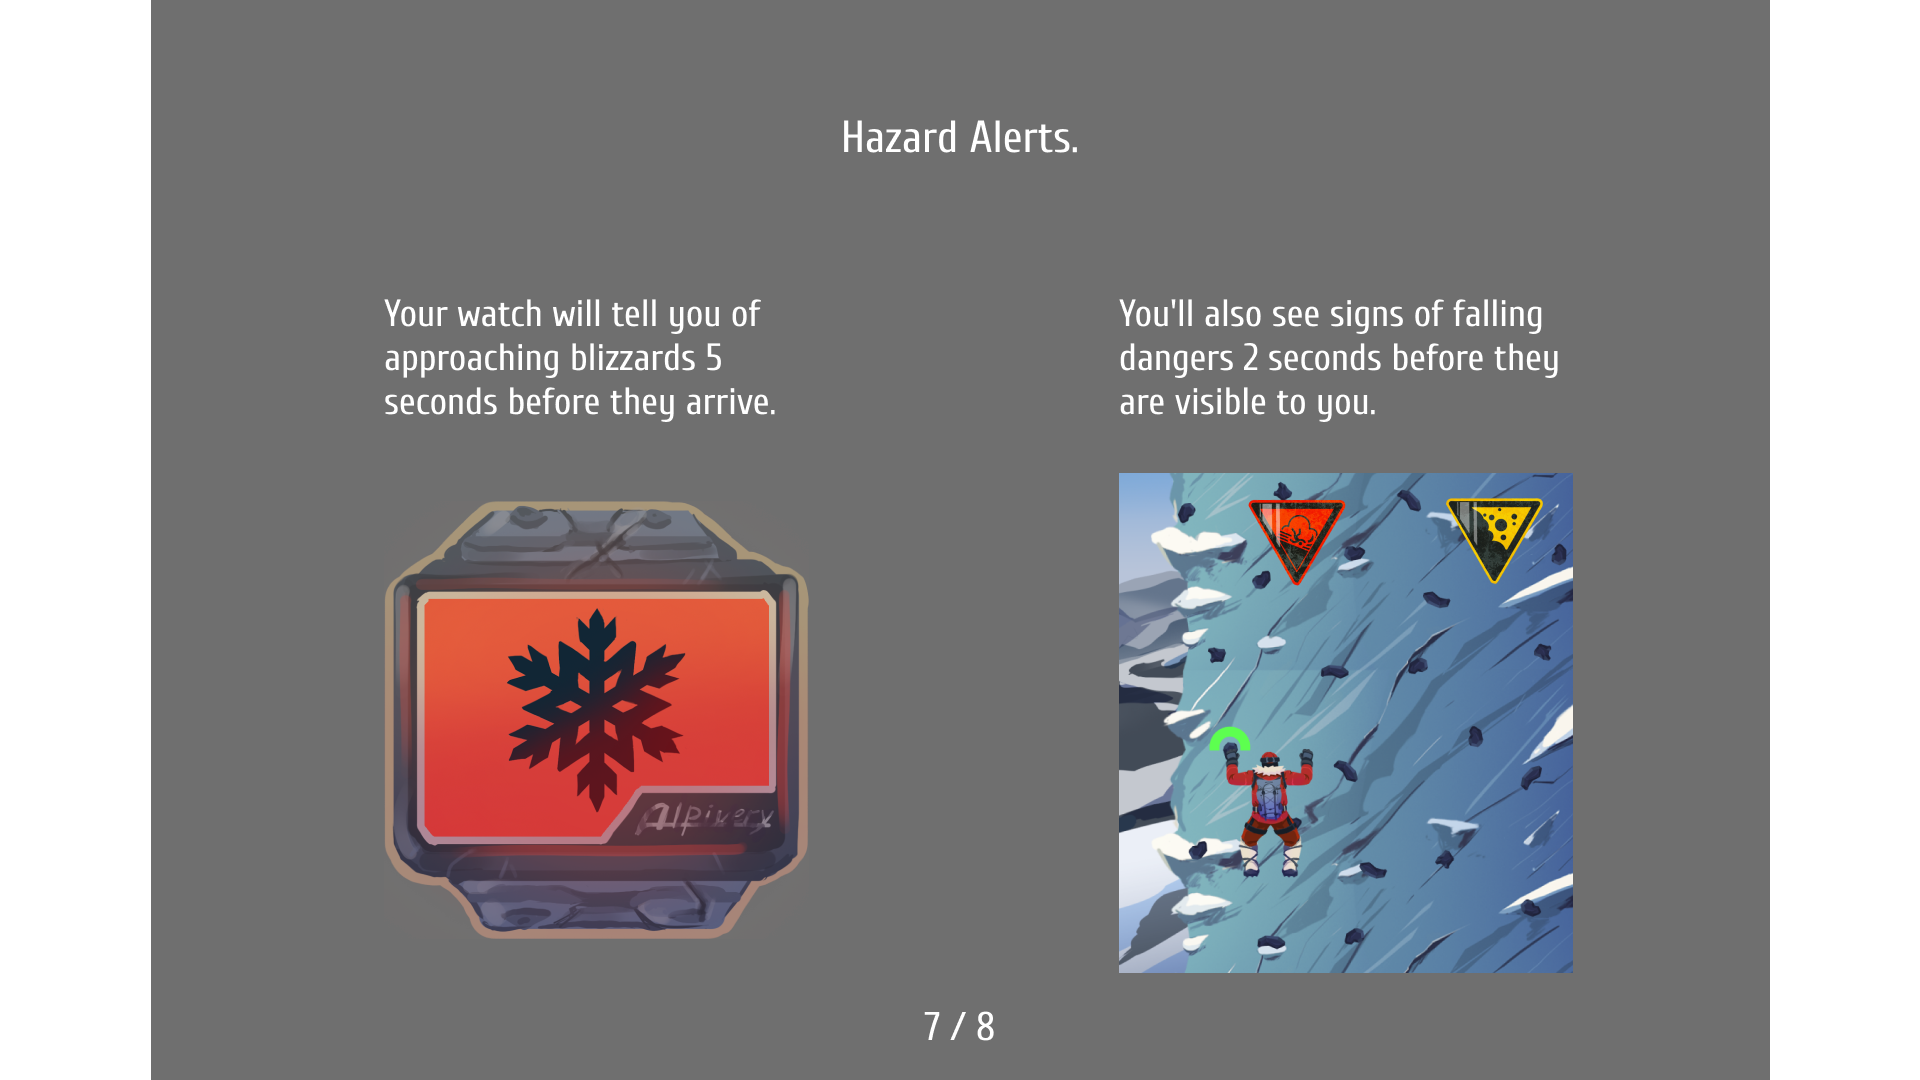 Hazard Alerts.
Your watch will tell you of
approaching blizzards 5
seconds before they arrive.
You'll also see signs of falling
dangers 2 seconds before they
are visible to you.
7 / 8